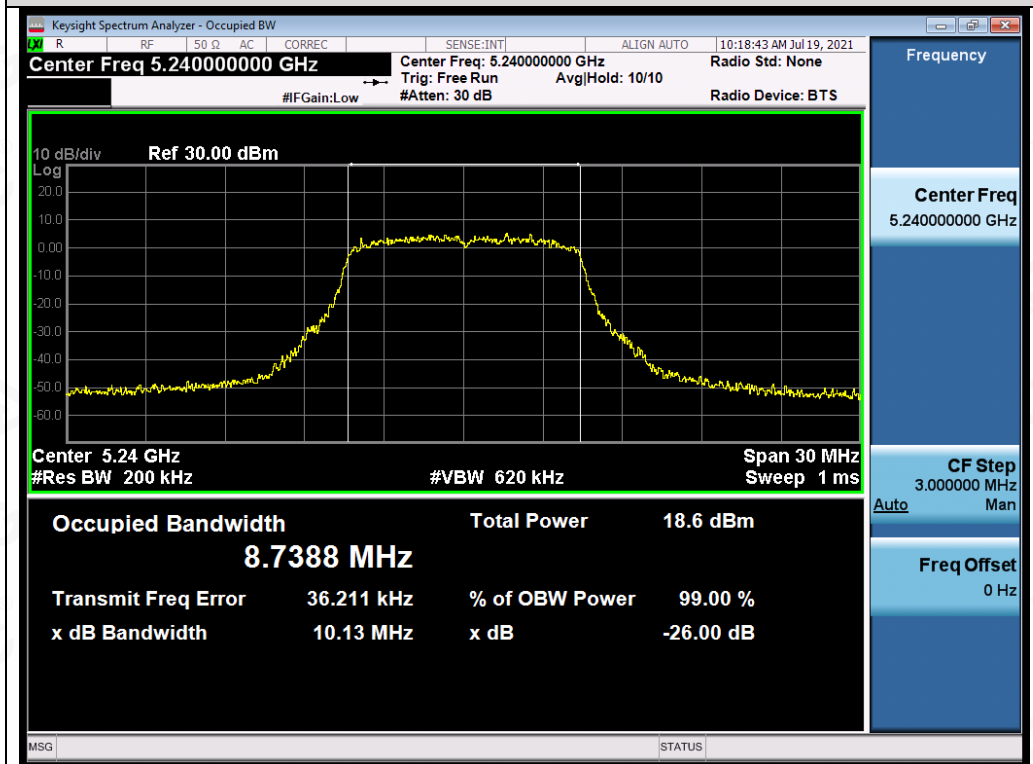 Keysight Spectrum Analyzer - Occupied BW
LXI R RF 50 Ω AC CORREC SENSE:INT ALIGN AUTO 10:18:43 AM Jul 19, 2021
Center Freq 5.240000000 GHz
Center Freq: 5.240000000 GHz Radio Std: None
Trig: Free Run Avg|Hold: 10/10
#IFGain:Low #Atten: 30 dB Radio Device: BTS
10 dB/div Ref 30.00 dBm
Log
20.0
10.0
0.00
-10.0
-20.0
-30.0
-40.0
-50.0
-60.0
Center 5.24 GHz Span 30 MHz
#Res BW 200 kHz #VBW 620 kHz Sweep 1 ms
Occupied Bandwidth Total Power 18.6 dBm
8.7388 MHz
Transmit Freq Error 36.211 kHz % of OBW Power 99.00 %
x dB Bandwidth 10.13 MHz x dB -26.00 dB
Frequency
Center Freq
5.240000000 GHz
CF Step
3.000000 MHz
Auto Man
Freq Offset
0 Hz
MSG STATUS